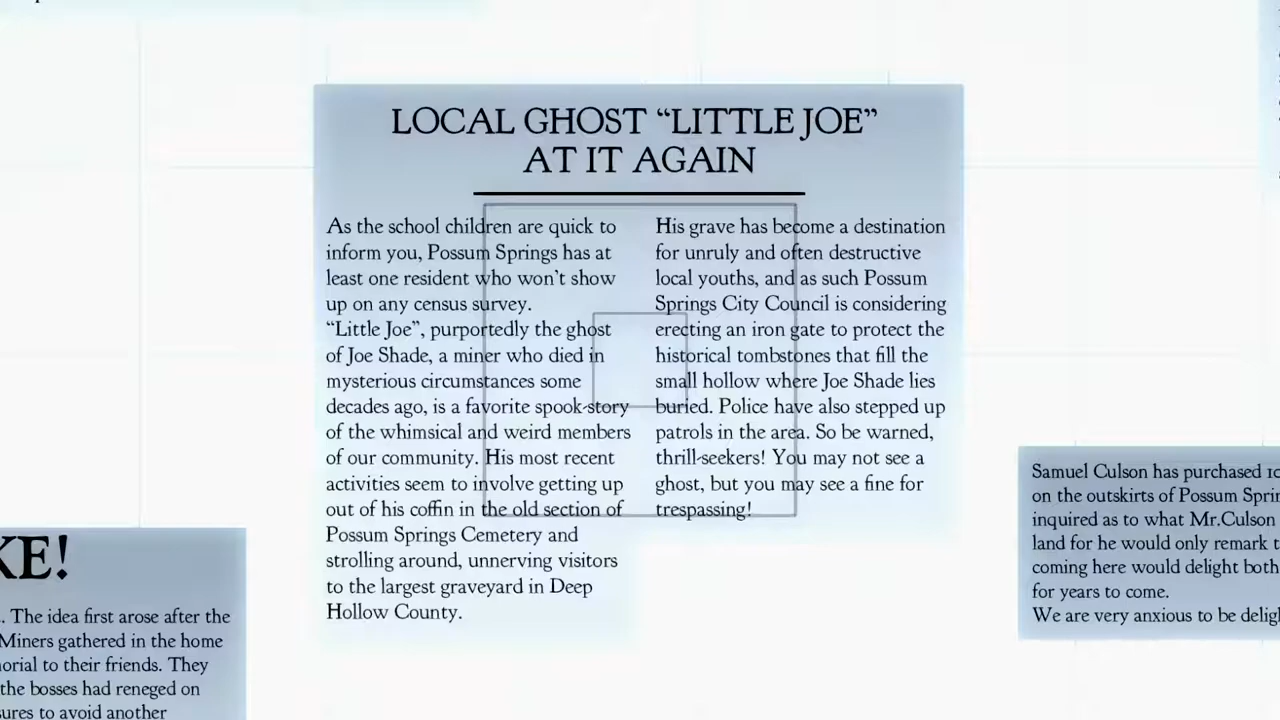 LOCAL GHOST “LITTLE JOE”
AT IT AGAIN
As the school children are quick to
inform you, Possum Springs has at
least one resident who won’t show
up on any census survey.
“Little Joe”, purportedly the ghost
of Joe Shade, a miner who died in
mysterious circumstances some
decades ago, is a favorite spook-story
of the whimsical and weird members
of our community. His most recent
activities seem to involve getting up
out of his coffin in the old section of
Possum Springs Cemetery and
strolling around, unnerving visitors
to the largest graveyard in Deep
Hollow County.
His grave has become a destination
for unruly and often destructive
local youths, and as such Possum
Springs City Council is considering
erecting an iron gate to protect the
historical tombstones that fill the
small hollow where Joe Shade lies
buried. Police have also stepped up
patrols in the area. So be warned,
thrill-seekers! You may not see a
ghost, but you may see a fine for
trespassing!
KE!
. The idea first arose after the
Miners gathered in the home
orial to their friends. They
the bosses had reneged on
sures to avoid another
Samuel Culson has purchased
on the outskirts of Possum
inquired as to what Mr.Culson
land for he would only remark
coming here would delight both
for years to come.
We are very anxious to be